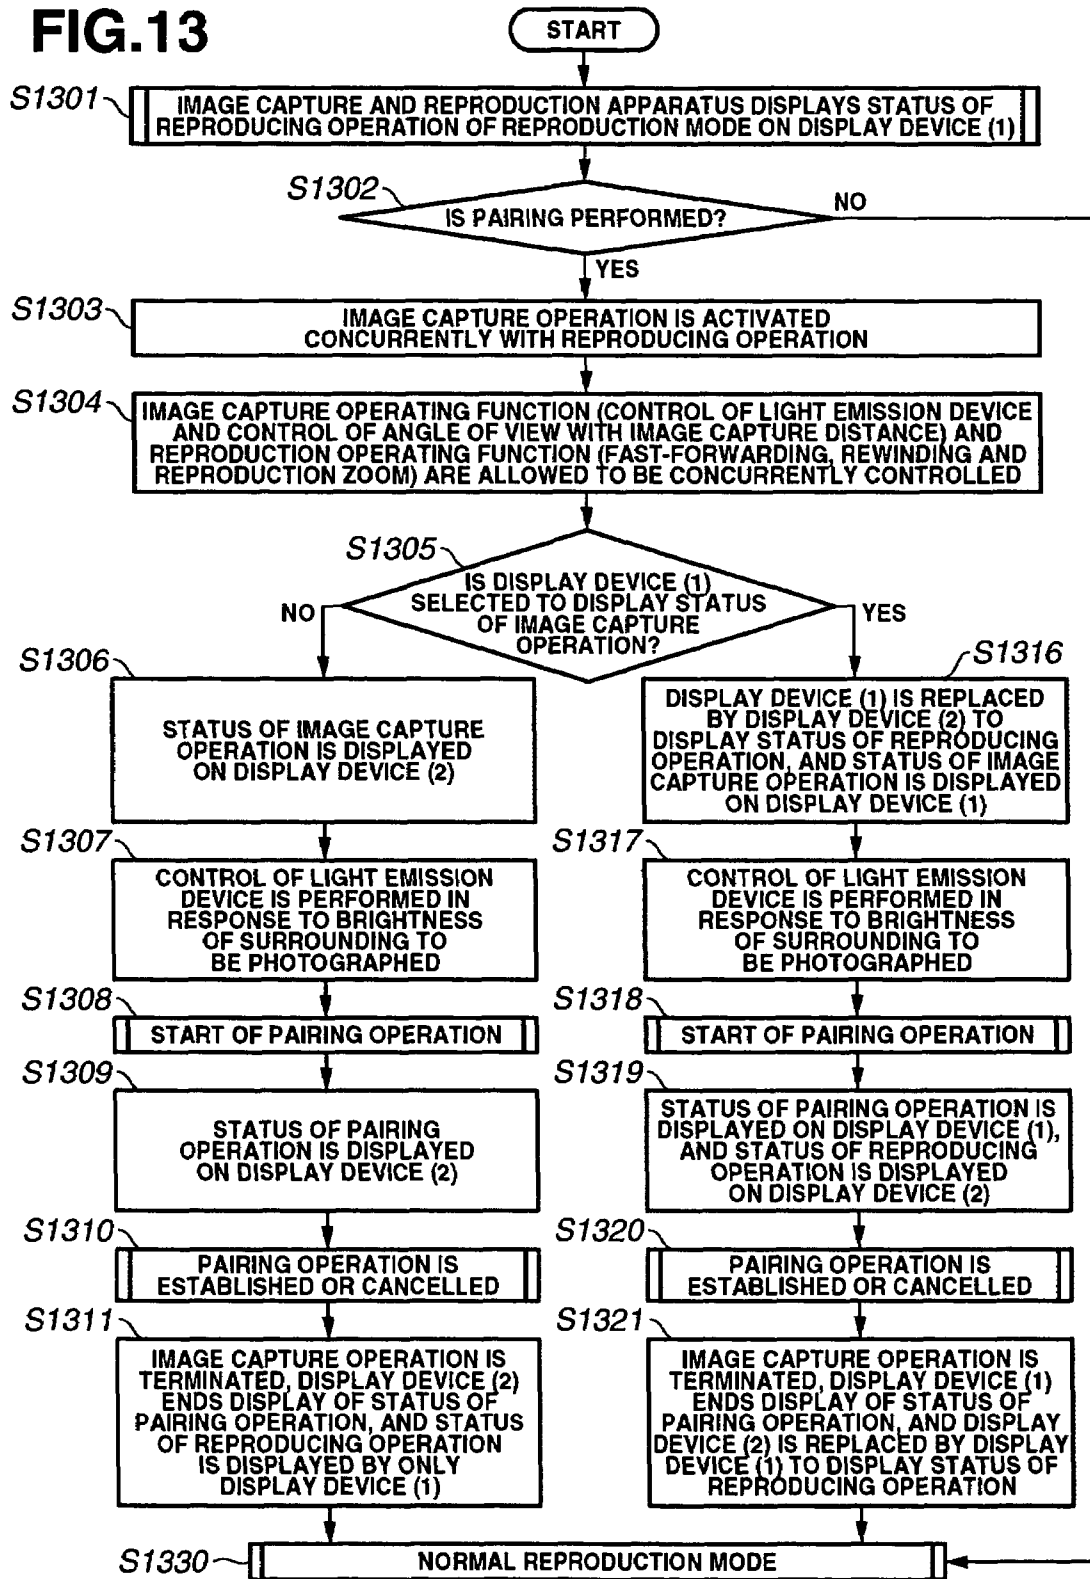 FIG.13
START
S1301
IMAGE CAPTURE AND REPRODUCTION APPARATUS DISPLAYS STATUS OF
REPRODUCING OPERATION OF REPRODUCTION MODE ON DISPLAY DEVICE (1)
S1302
IS PAIRING PERFORMED?
NO
YES
S1303
IMAGE CAPTURE OPERATION IS ACTIVATED
CONCURRENTLY WITH REPRODUCING OPERATION
S1304
IMAGE CAPTURE OPERATING FUNCTION (CONTROL OF LIGHT EMISSION DEVICE
AND CONTROL OF ANGLE OF VIEW WITH IMAGE CAPTURE DISTANCE) AND
REPRODUCTION OPERATING FUNCTION (FAST-FORWARDING, REWINDING AND
REPRODUCTION ZOOM) ARE ALLOWED TO BE CONCURRENTLY CONTROLLED
S1305
IS DISPLAY DEVICE (1)
SELECTED TO DISPLAY STATUS
OF IMAGE CAPTURE
OPERATION?
NO
YES
S1306
STATUS OF IMAGE CAPTURE
OPERATION IS DISPLAYED
ON DISPLAY DEVICE (2)
S1307
CONTROL OF LIGHT EMISSION
DEVICE IS PERFORMED IN
RESPONSE TO BRIGHTNESS
OF SURROUNDING TO
BE PHOTOGRAPHED
S1308
START OF PAIRING OPERATION
S1309
STATUS OF PAIRING
OPERATION IS DISPLAYED
ON DISPLAY DEVICE (2)
S1310
PAIRING OPERATION IS
ESTABLISHED OR CANCELLED
S1311
IMAGE CAPTURE OPERATION IS
TERMINATED, DISPLAY DEVICE (2)
ENDS DISPLAY OF STATUS OF
PAIRING OPERATION, AND STATUS
OF REPRODUCING OPERATION
IS DISPLAYED BY ONLY
DISPLAY DEVICE (1)
S1316
DISPLAY DEVICE (1) IS REPLACED
BY DISPLAY DEVICE (2) TO
DISPLAY STATUS OF REPRODUCING
OPERATION, AND STATUS OF IMAGE
CAPTURE OPERATION IS DISPLAYED
ON DISPLAY DEVICE (1)
S1317
CONTROL OF LIGHT EMISSION
DEVICE IS PERFORMED IN
RESPONSE TO BRIGHTNESS
OF SURROUNDING TO
BE PHOTOGRAPHED
S1318
START OF PAIRING OPERATION
S1319
STATUS OF PAIRING OPERATION IS
DISPLAYED ON DISPLAY DEVICE (1),
AND STATUS OF REPRODUCING
OPERATION IS DISPLAYED
ON DISPLAY DEVICE (2)
S1320
PAIRING OPERATION IS
ESTABLISHED OR CANCELLED
S1321
IMAGE CAPTURE OPERATION IS
TERMINATED, DISPLAY DEVICE (1)
ENDS DISPLAY OF STATUS OF
PAIRING OPERATION, AND DISPLAY
DEVICE (2) IS REPLACED BY DISPLAY
DEVICE (1) TO DISPLAY STATUS OF
REPRODUCING OPERATION
S1330
NORMAL REPRODUCTION MODE